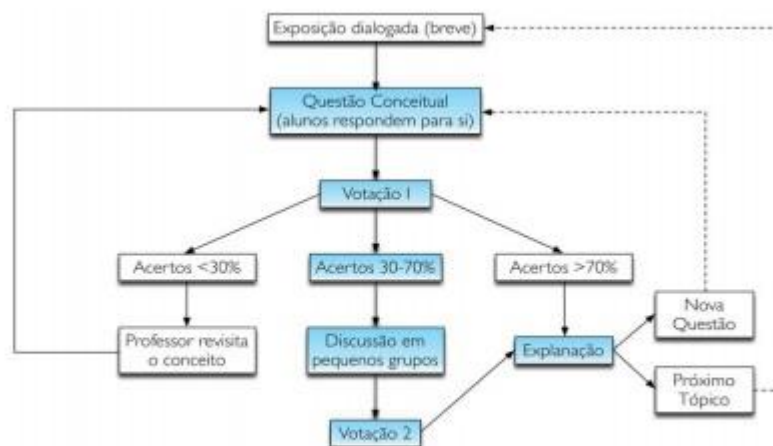 Exposição dialogada (breve)
Questão Conceitual
(alunos respondem para si)
Votação I
Acertos <30%
Acertos 30-70%
Acertos >70%
Professor revisita
o conceito
Discussão em
pequenos grupos
Explanação
Nova
Questão
Próximo
Tópico
Votação 2